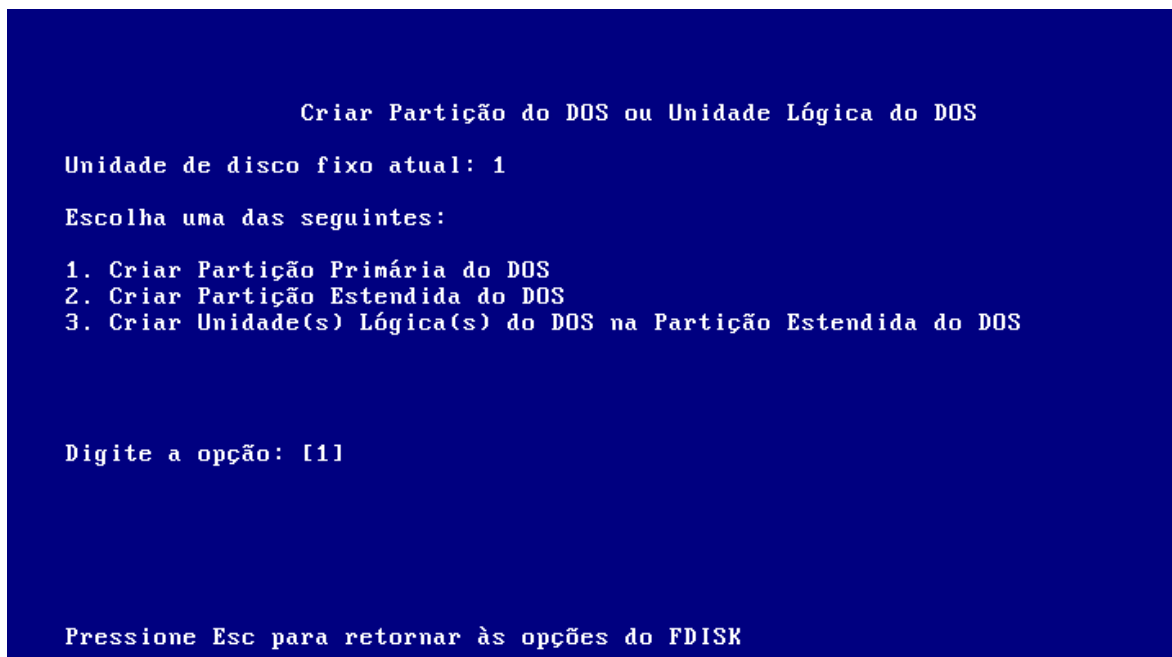 Criar Partição do DOS ou Unidade Lógica do DOS
Unidade de disco fixo atual: 1
Escolha uma das seguintes:
1. Criar Partição Primária do DOS
2. Criar Partição Estendida do DOS
3. Criar Unidade(s) Lógica(s) do DOS na Partição Estendida do DOS
Digite a opção: [1]
Pressione Esc para retornar às opções do FDISK